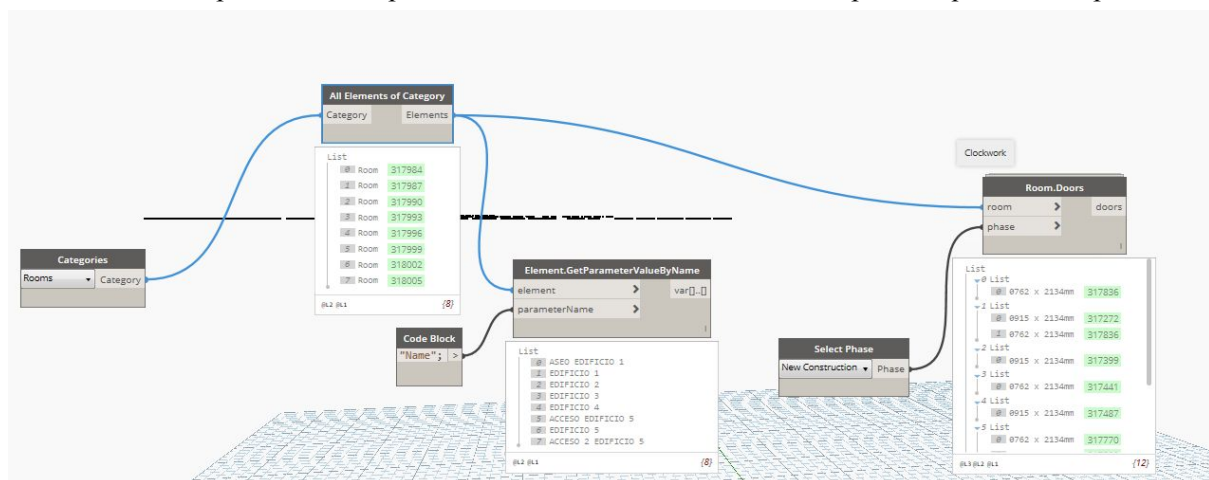 All Elements of Category
Category Elements
List
0 Room 317984
1 Room 317987
2 Room 317990
3 Room 317993
4 Room 317996
5 Room 317999
6 Room 318002
7 Room 318005
@L2 @L1 {8}
Categories
Rooms Category
Element.GetParameterValueByName
element > var[]..[]
parameterName >
Code Block
"Name"; >
List
0 ASEO EDIFICIO 1
1 EDIFICIO 1
2 EDIFICIO 2
3 EDIFICIO 3
4 EDIFICIO 4
5 ACCESO EDIFICIO 5
6 EDIFICIO 5
7 ACCESO 2 EDIFICIO 5
@L2 @L1 {8}
Select Phase
New Construction Phase
Clockwork
Room.Doors
room > doors
phase >
List
0 List
0 0762 x 2134mm 317836
1 List
0 0915 x 2134mm 317272
1 0762 x 2134mm 317836
2 List
0 0915 x 2134mm 317399
3 List
0 0762 x 2134mm 317441
4 List
0 0915 x 2134mm 317487
5 List
0 0762 x 2134mm 317770
@L3 @L2 @L1 {12}